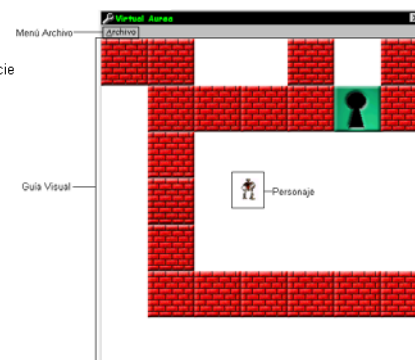 Virtual Aurea
Menú Archivo
Archivo
cie
Guía Visual
Personaje